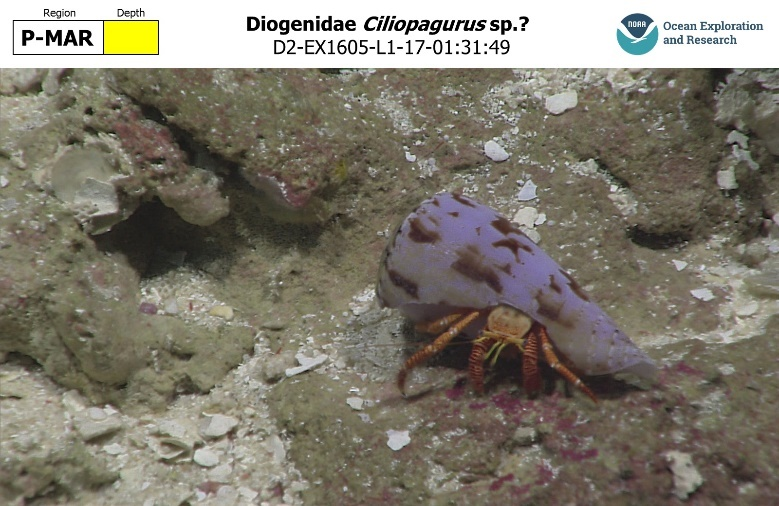 Region
Depth
P-MAR
Diogenidae Ciliopagurus sp.?
D2-EX1605-L1-17-01:31:49
NOAA
Ocean Exploration
and Research